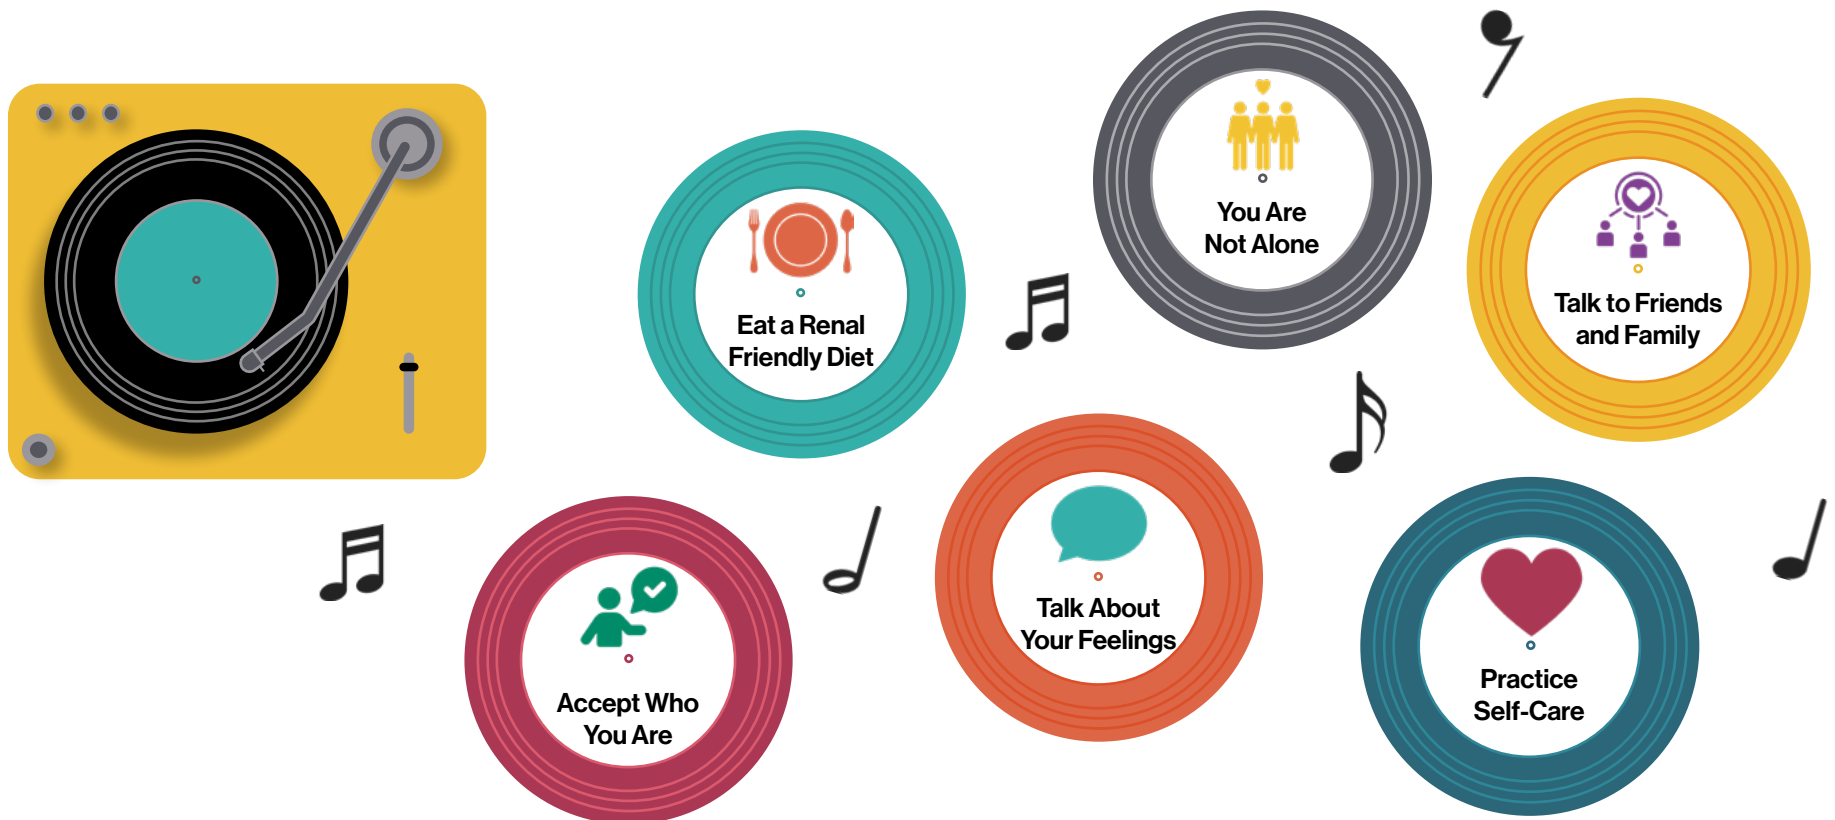 Eat a Renal
Friendly Diet
You Are
Not Alone
Talk to Friends
and Family
Accept Who
You Are
Talk About
Your Feelings
Practice
Self-Care